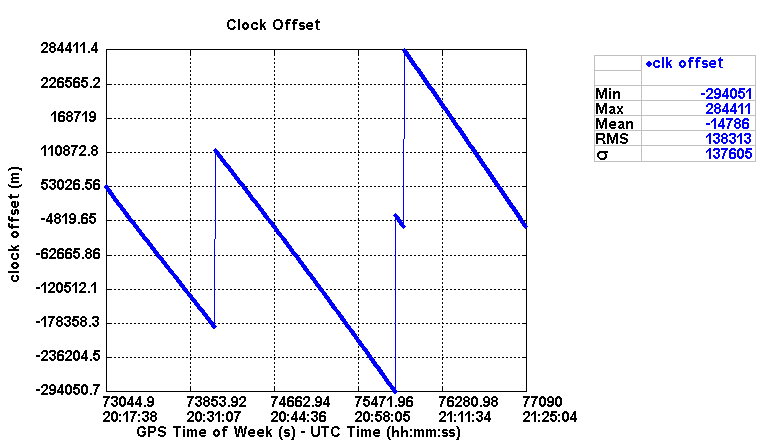 Clock Offset
clk offset
Min -294051
Max 284411
Mean -14786
RMS 138313
σ 137605
clock offset (m)
284411.4
226565.2
168719
110872.8
53026.56
-4819.65
-62665.86
-120512.1
-178358.3
-236204.5
-294050.7
73044.9 73853.92 74662.94 75471.96 76280.98 77090
20:17:38 20:31:07 20:44:36 20:58:05 21:11:34 21:25:04
GPS Time of Week (s) - UTC Time (hh:mm:ss)